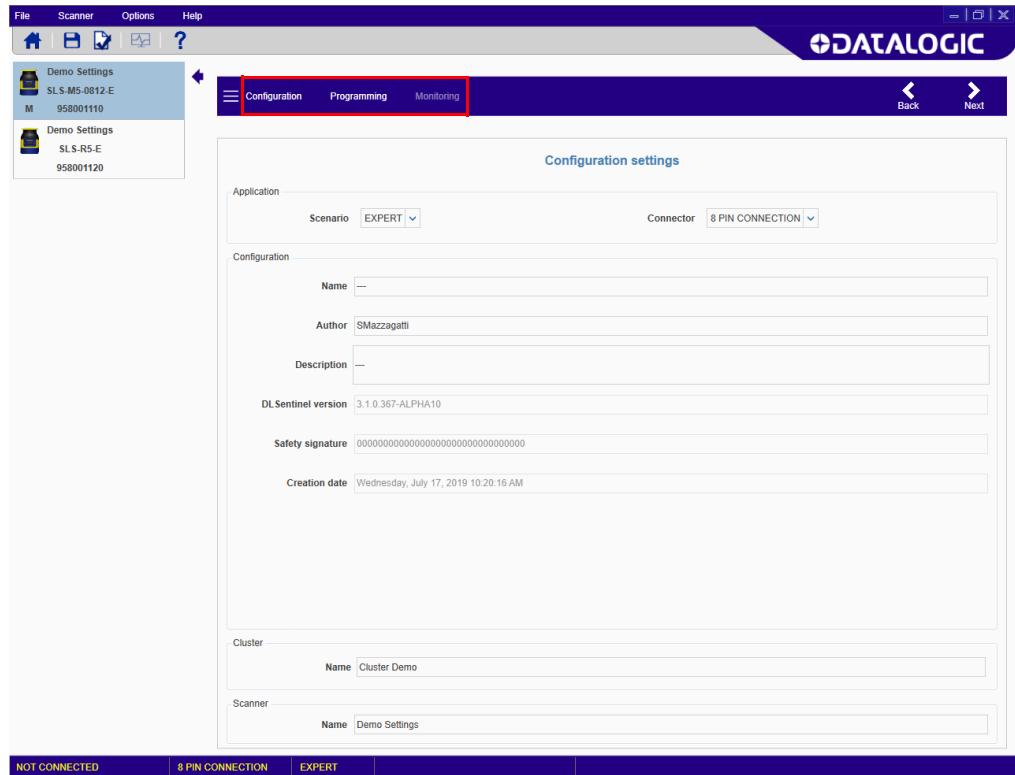 File Scanner Options Help
DATALOGIC
Demo Settings
SLS-M5-0812-E
M 958001110
Demo Settings
SLS-R5-E
958001120
Configuration Programming Monitoring Back Next
Configuration settings
Application
Scenario EXPERT Connector 8 PIN CONNECTION
Configuration
Name ---
Author SMazzagatti
Description ---
DLSentinel version 3.1.0.367-ALPHA10
Safety signature 00000000000000000000000000000000
Creation date Wednesday, July 17, 2019 10:20:16 AM
Cluster
Name Cluster Demo
Scanner
Name Demo Settings
NOT CONNECTED 8 PIN CONNECTION EXPERT